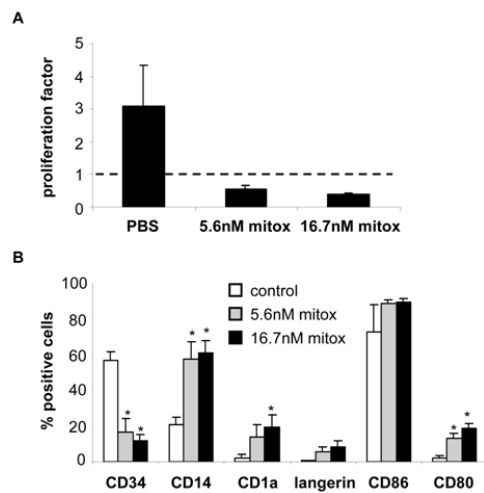 A
proliferation factor
5
4
3
2
1
0
PBS 5.6nM mitox 16.7nM mitox
B
% positive cells
100
80
60
40
20
0
control
5.6nM mitox
16.7nM mitox
* * * * * * *
CD34 CD14 CD1a langerin CD86 CD80